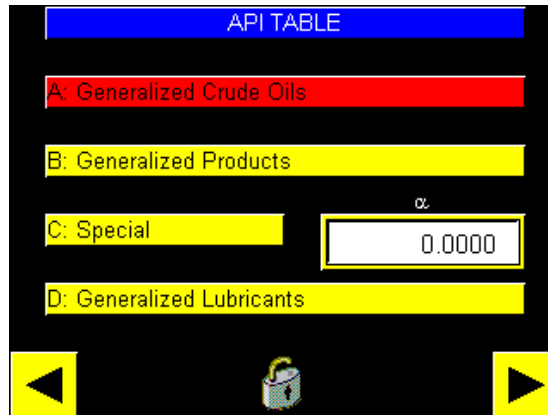 API TABLE
A: Generalized Crude Oils
B: Generalized Products
α
C: Special
0.0000
D: Generalized Lubricants